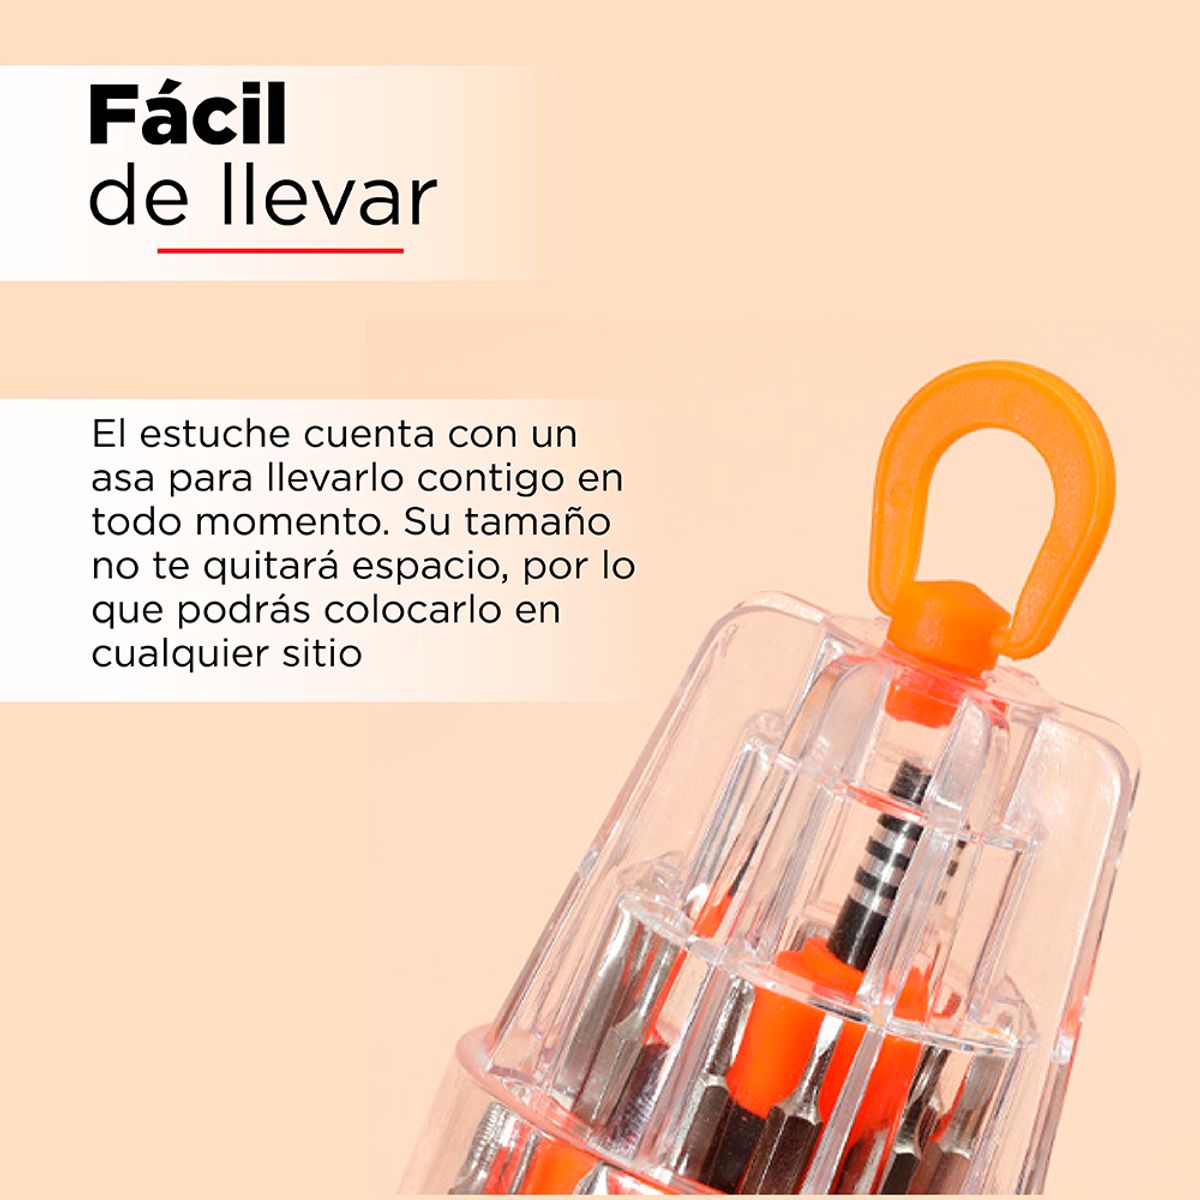 Fácil
de llevar
El estuche cuenta con un
asa para llevarlo contigo en
todo momento. Su tamaño
no te quitará espacio, por lo
que podrás colocarlo en
cualquier sitio